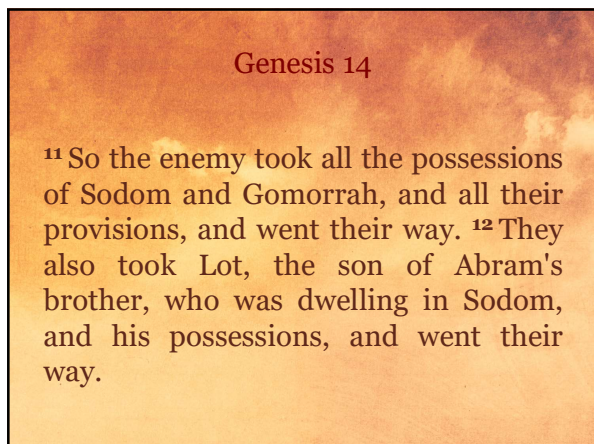 Genesis 14
¹¹ So the enemy took all the possessions
of Sodom and Gomorrah, and all their
provisions, and went their way. ¹² They
also took Lot, the son of Abram's
brother, who was dwelling in Sodom,
and his possessions, and went their
way.